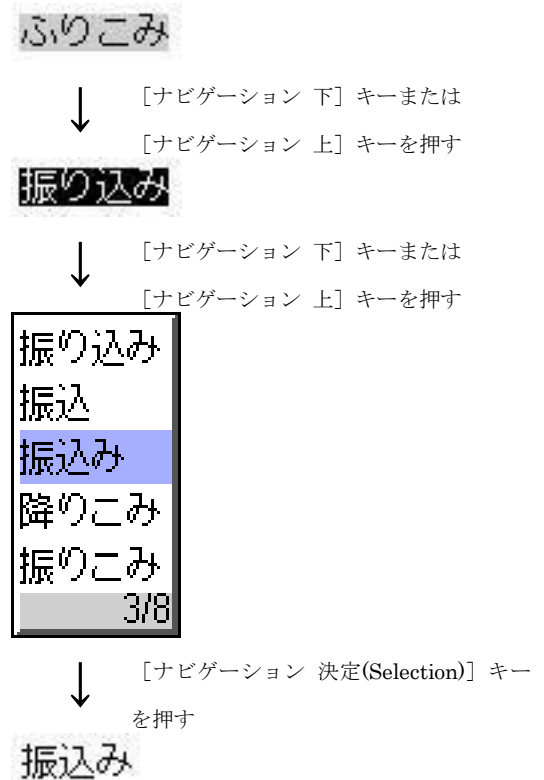 ふりこみ
↓ [ナビゲーション 下] キーまたは
[ナビゲーション 上] キーを押す
振り込み
↓ [ナビゲーション 下] キーまたは
[ナビゲーション 上] キーを押す
振り込み
振込
振込み
降りこみ
振りこみ
3/8
↓ [ナビゲーション 決定(Selection)] キー
を押す
振込み